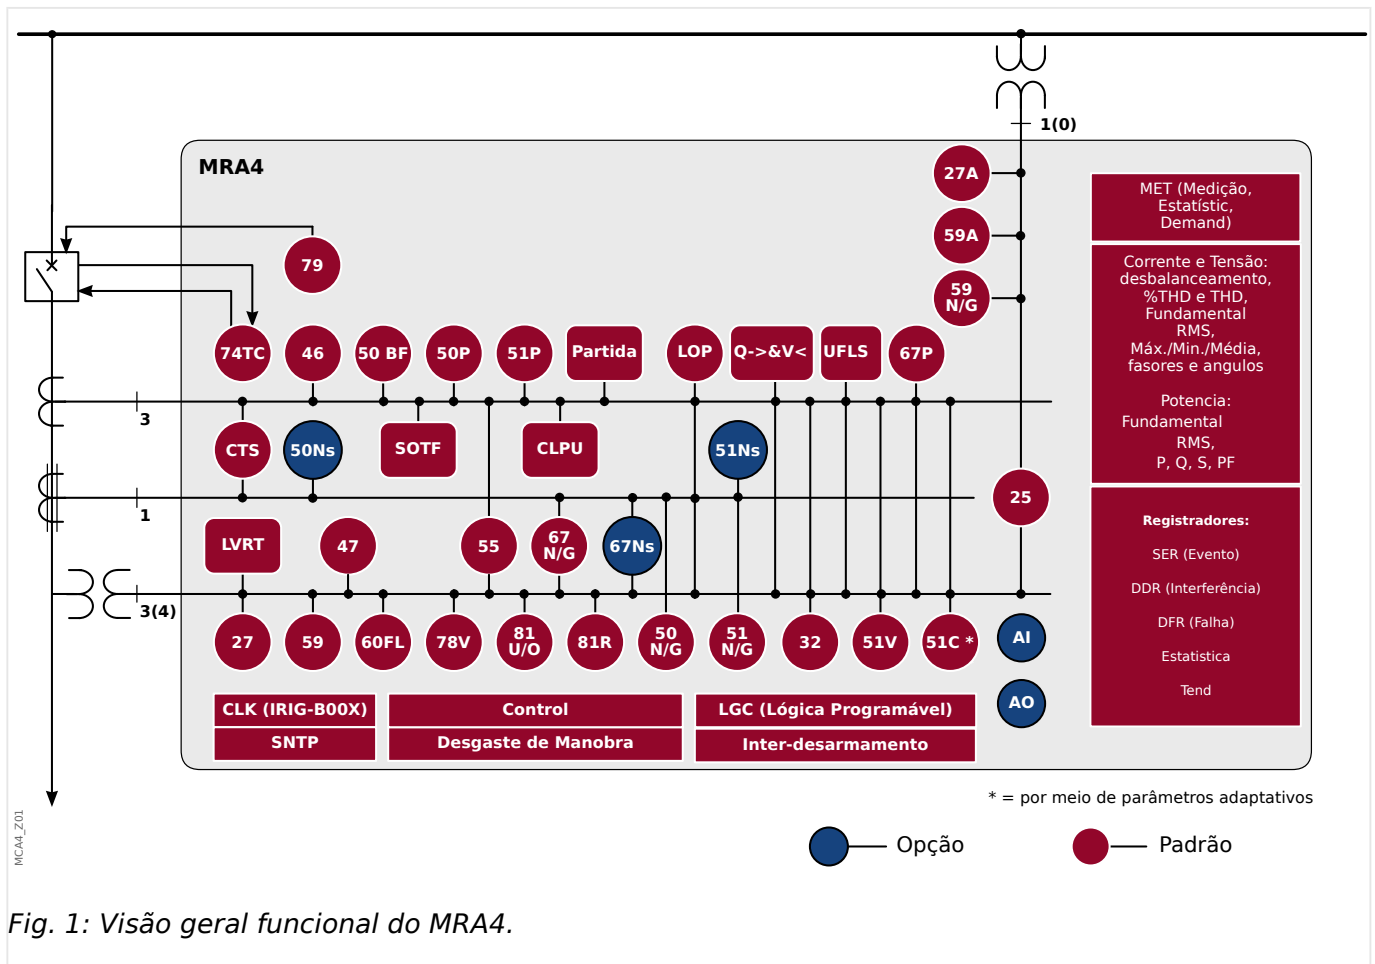 1(0)
MRA4
27A
59A
59
N/G
79
74TC
46
50 BF
50P
51P
Partida
LOP
Q->&V<
UFLS
67P
3
CTS
50Ns
SOTF
CLPU
51Ns
1
25
LVRT
47
55
67
N/G
67Ns
3(4)
27
59
60FL
78V
81
U/O
81R
50
N/G
51
N/G
32
51V
51C *
AI
AO
MET (Medição,
Estatístic,
Demand)
Corrente e Tensão:
desbalanceamento,
%THD e THD,
Fundamental
RMS,
Máx./Min./Média,
fasores e angulos
Potencia:
Fundamental
RMS,
P, Q, S, PF
Registradores:
SER (Evento)
DDR (Interferência)
DFR (Falha)
Estatistica
Tend
CLK (IRIG-B00X)
SNTP
Control
Desgaste de Manobra
LGC (Lógica Programável)
Inter-desarmamento
* = por meio de parâmetros adaptativos
Opção
Padrão
MCA4_Z01
Fig. 1: Visão geral funcional do MRA4.